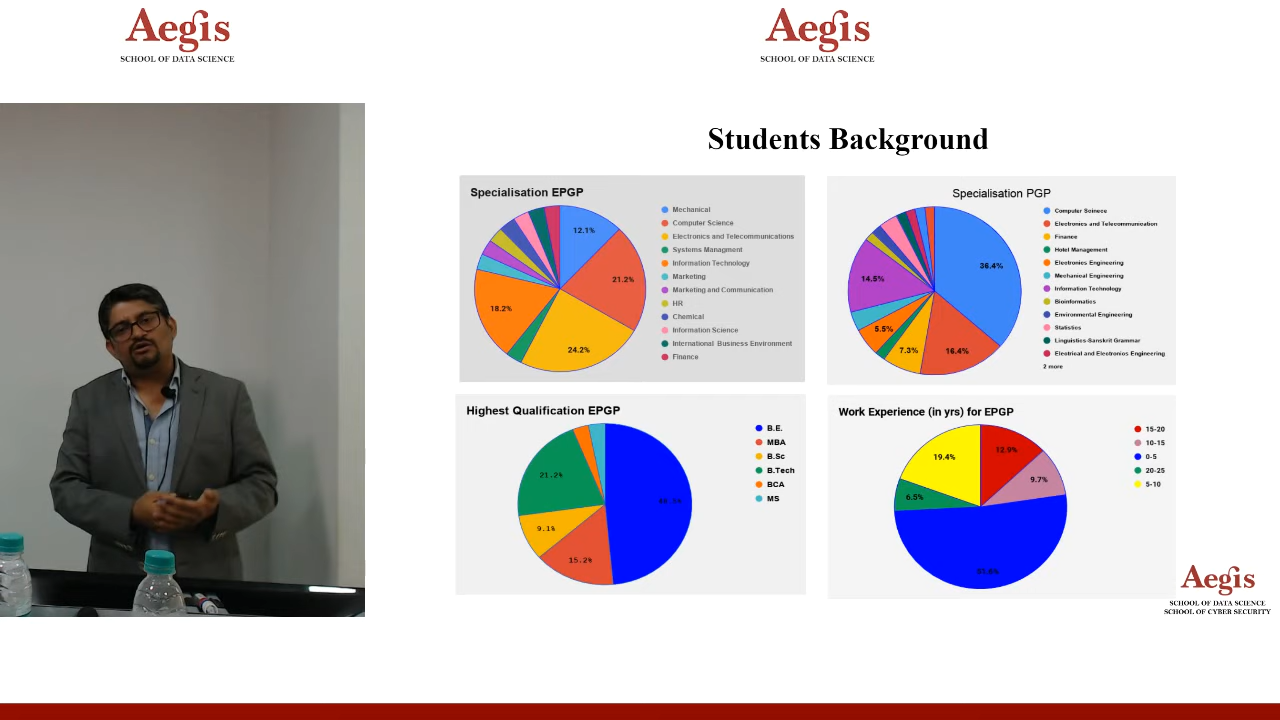 Aegis
SCHOOL OF DATA SCIENCE
Aegis
SCHOOL OF DATA SCIENCE
Students Background
Specialisation EPGP
12.1%
21.2%
24.2%
18.2%
Mechanical
Computer Science
Electronics and Telecommunications
Systems Managment
Information Technology
Marketing
Marketing and Communication
HR
Chemical
Information Science
International Business Environment
Finance
Specialisation PGP
36.4%
16.4%
7.3%
5.5%
14.5%
Computer Scinece
Electronics and Telecommunication
Finance
Hotel Management
Electronics Engineering
Mechanical Engineering
Information Technology
Bioinformatics
Environmental Engineering
Statistics
Linguistics-Sanskrit Grammar
Electrical and Electronics Engineering
2 more
Highest Qualification EPGP
21.2%
9.1%
15.2%
B.E.
MBA
B.Sc
B.Tech
BCA
MS
Work Experience (in yrs) for EPGP
12.9%
9.7%
6.5%
19.4%
15-20
10-15
0-5
20-25
5-10
Aegis
SCHOOL OF DATA SCIENCE
SCHOOL OF CYBER SECURITY